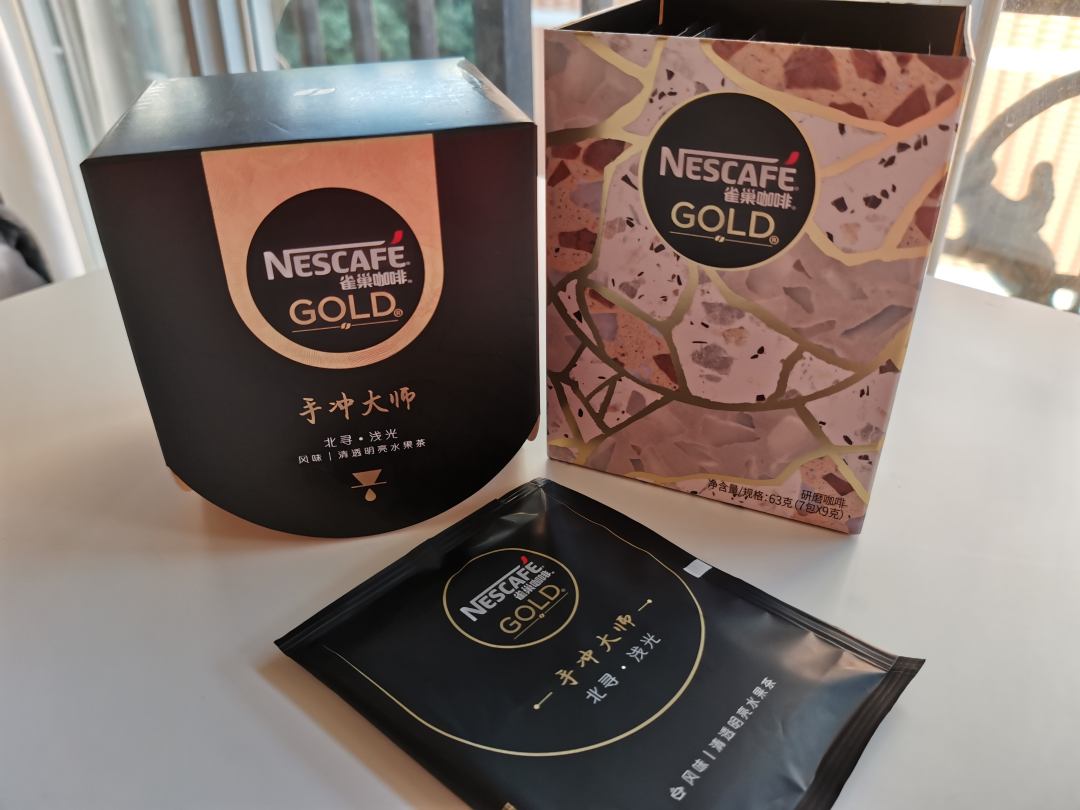 NESCAFÉ
雀巢咖啡
GOLD®
手冲大师
北寻·浅光
风味|清透明亮水果茶
NESCAFÉ
雀巢咖啡
GOLD®
研磨咖啡
净含量/规格:63克(7包X9克)
NESCAFÉ
雀巢咖啡
GOLD®
手冲大师
北寻·浅光
风味|清透明亮水果茶